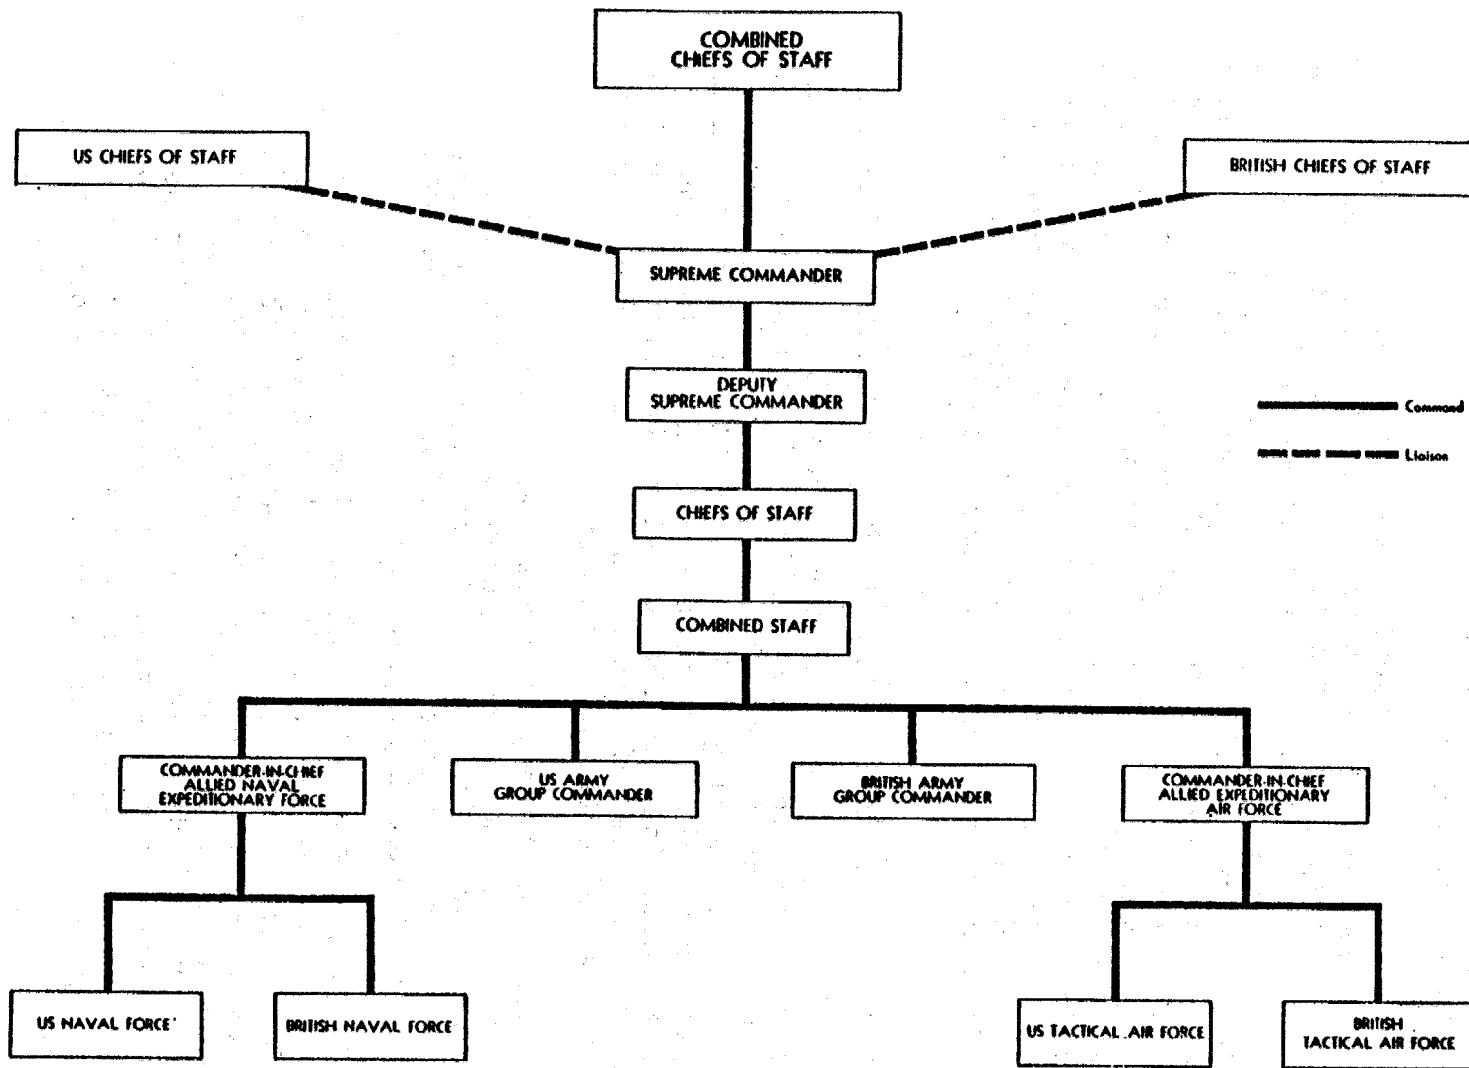 COMBINED
CHIEFS OF STAFF
US CHIEFS OF STAFF
BRITISH CHIEFS OF STAFF
SUPREME COMMANDER
DEPUTY
SUPREME COMMANDER
Command
Liaison
CHIEFS OF STAFF
COMBINED STAFF
COMMANDER-IN-CHIEF
ALLIED NAVAL
EXPEDITIONARY FORCE
US ARMY
GROUP COMMANDER
BRITISH ARMY
GROUP COMMANDER
COMMANDER-IN-CHIEF
ALLIED EXPEDITIONARY
AIR FORCE
US NAVAL FORCE
BRITISH NAVAL FORCE
US TACTICAL AIR FORCE
BRITISH
TACTICAL AIR FORCE